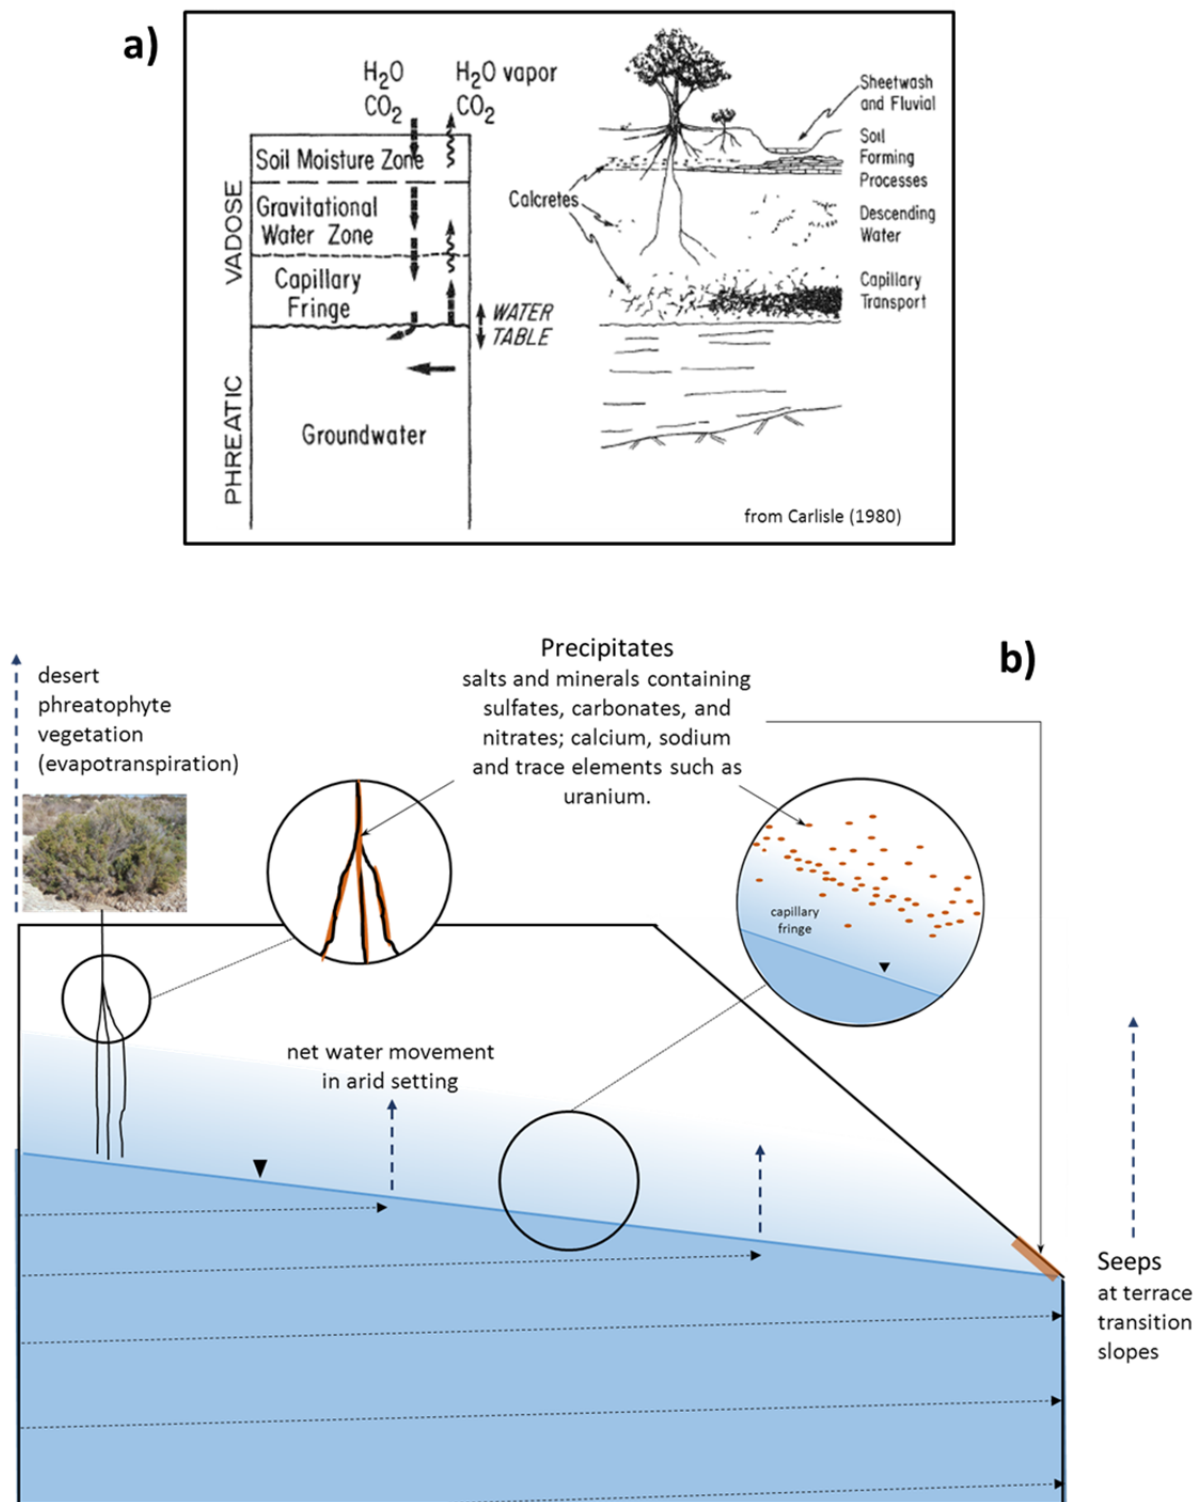 a)
H₂O
CO₂
H₂O vapor
CO₂
VADOSE
PHREATIC
Soil Moisture Zone
Gravitational
Water Zone
Capillary
Fringe
WATER
TABLE
Groundwater
Calcretes
Sheetwash
and Fluvial
Soil
Forming
Processes
Descending
Water
Capillary
Transport
from Carlisle (1980)
b)
desert
phreatophyte
vegetation
(evapotranspiration)
Precipitates
salts and minerals containing
sulfates, carbonates, and
nitrates; calcium, sodium
and trace elements such as
uranium.
capillary
fringe
net water movement
in arid setting
Seeps
at terrace
transition
slopes